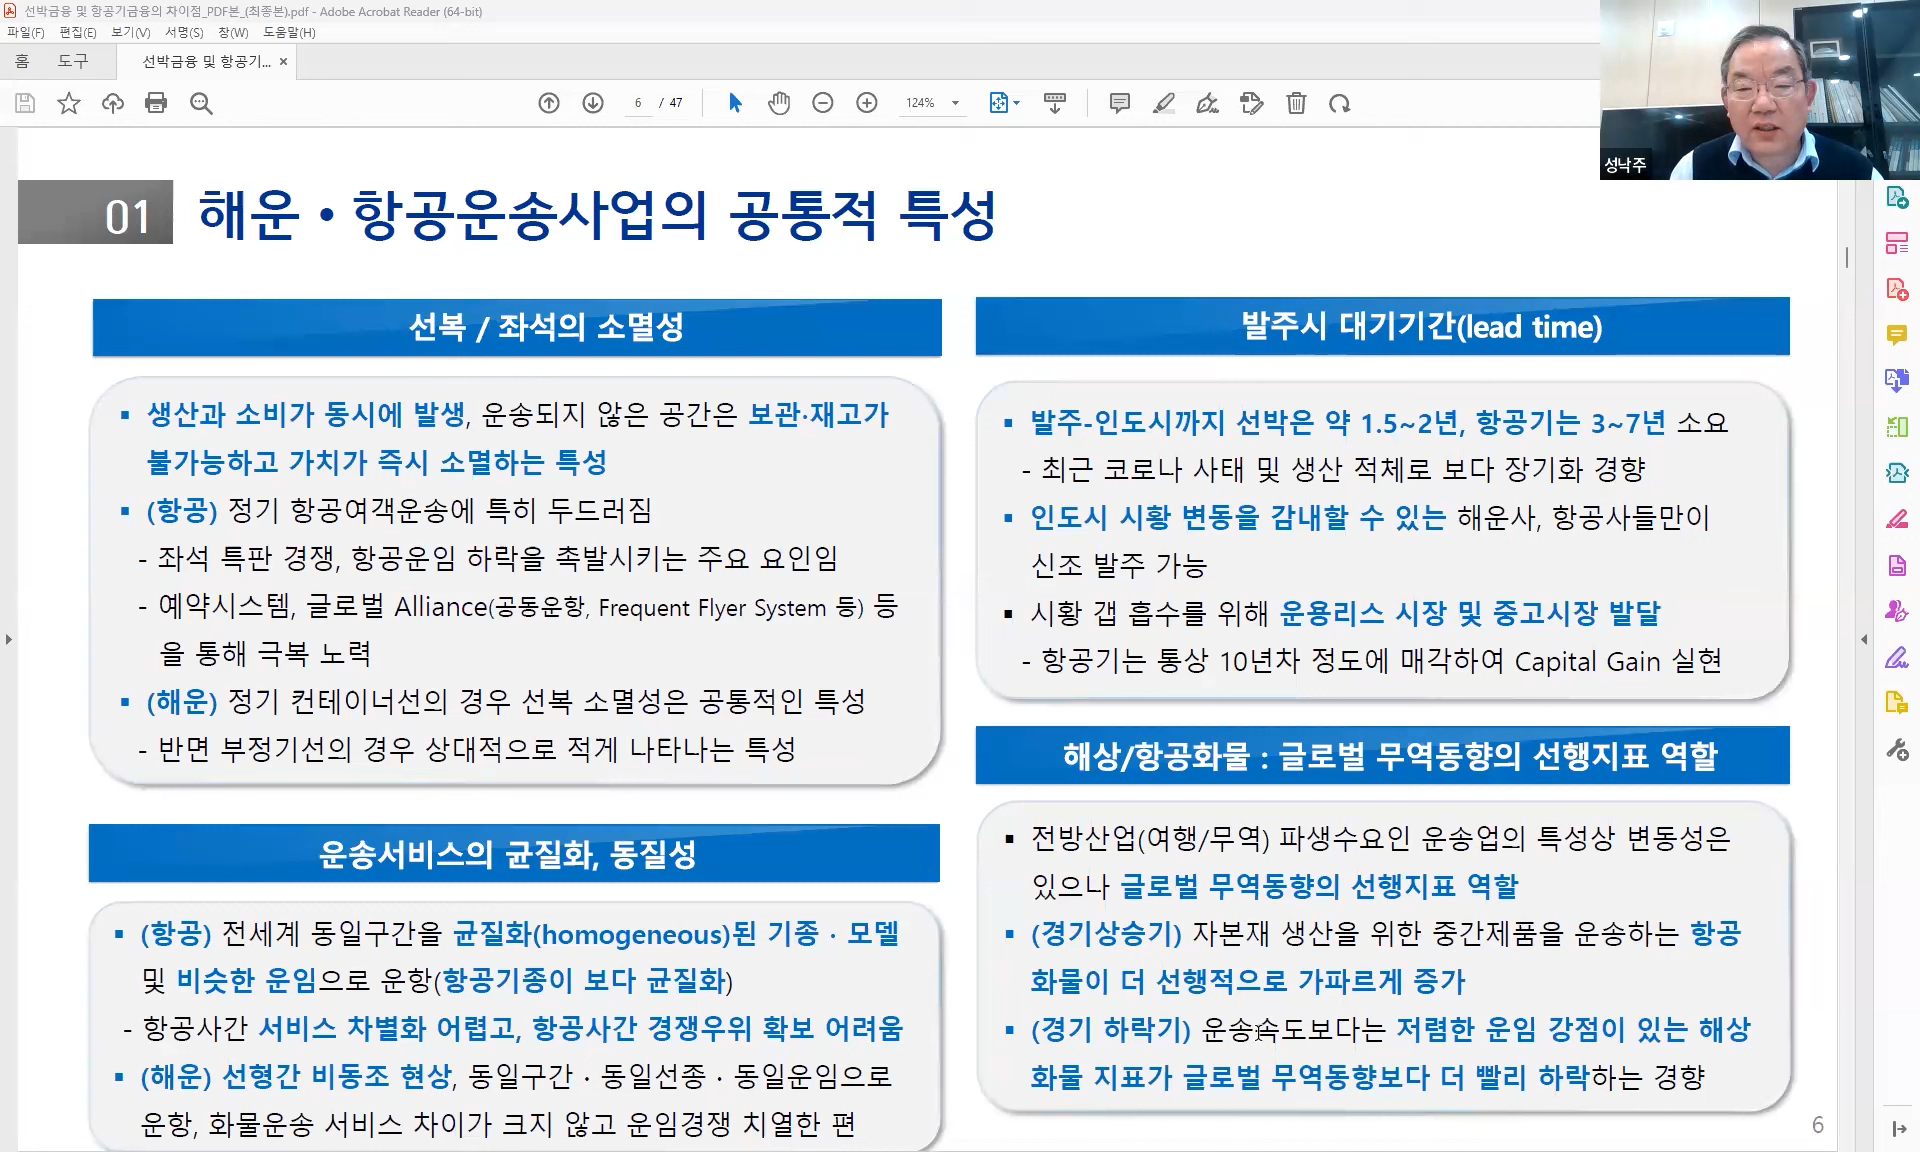 선박금융 및 항공기금융의 차이점_PDF본_(최종본).pdf - Adobe Acrobat Reader (64-bit)
파일(F) 편집(E) 보기(V) 서명(S) 창(W) 도움말(H)
홈 도구 선박금융 및 항공기... ×
6 / 47 124%
성낙주
01 해운・항공운송사업의 공통적 특성
선복 / 좌석의 소멸성
▪ 생산과 소비가 동시에 발생, 운송되지 않은 공간은 보관·재고가
불가능하고 가치가 즉시 소멸하는 특성
▪ (항공) 정기 항공여객운송에 특히 두드러짐
- 좌석 특판 경쟁, 항공운임 하락을 촉발시키는 주요 요인임
- 예약시스템, 글로벌 Alliance(공동운항, Frequent Flyer System 등) 등
을 통해 극복 노력
▪ (해운) 정기 컨테이너선의 경우 선복 소멸성은 공통적인 특성
- 반면 부정기선의 경우 상대적으로 적게 나타나는 특성
운송서비스의 균질화, 동질성
▪ (항공) 전세계 동일구간을 균질화(homogeneous)된 기종 · 모델
및 비슷한 운임으로 운항(항공기종이 보다 균질화)
- 항공사간 서비스 차별화 어렵고, 항공사간 경쟁우위 확보 어려움
▪ (해운) 선형간 비동조 현상, 동일구간 · 동일선종 · 동일운임으로
운항, 화물운송 서비스 차이가 크지 않고 운임경쟁 치열한 편
발주시 대기기간(lead time)
▪ 발주-인도시까지 선박은 약 1.5~2년, 항공기는 3~7년 소요
- 최근 코로나 사태 및 생산 적체로 보다 장기화 경향
▪ 인도시 시황 변동을 감내할 수 있는 해운사, 항공사들만이
신조 발주 가능
▪ 시황 갭 흡수를 위해 운용리스 시장 및 중고시장 발달
- 항공기는 통상 10년차 정도에 매각하여 Capital Gain 실현
해상/항공화물 : 글로벌 무역동향의 선행지표 역할
▪ 전방산업(여행/무역) 파생수요인 운송업의 특성상 변동성은
있으나 글로벌 무역동향의 선행지표 역할
▪ (경기상승기) 자본재 생산을 위한 중간제품을 운송하는 항공
화물이 더 선행적으로 가파르게 증가
▪ (경기 하락기) 운송속도보다는 저렴한 운임 강점이 있는 해상
화물 지표가 글로벌 무역동향보다 더 빨리 하락하는 경향
6